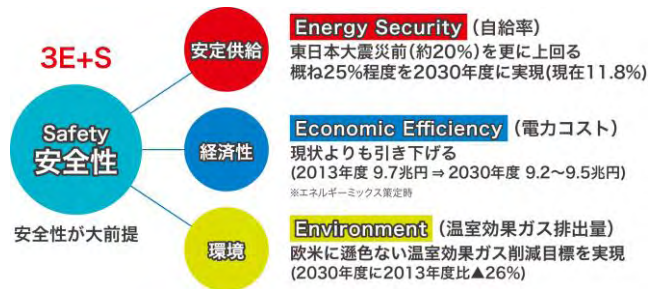 3E+S
Safety
安全性
安全性が大前提
安定供給
Energy Security (自給率)
東日本大震災前(約20%)を更に上回る
概ね25%程度を2030年度に実現(現在11.8%)
経済性
Economic Efficiency (電力コスト)
現状よりも引き下げる
(2013年度 9.7兆円 ⇒ 2030年度 9.2〜9.5兆円)
※エネルギーミックス策定時
環境
Environment (温室効果ガス排出量)
欧米に遜色ない温室効果ガス削減目標を実現
(2030年度に2013年度比▲26%)